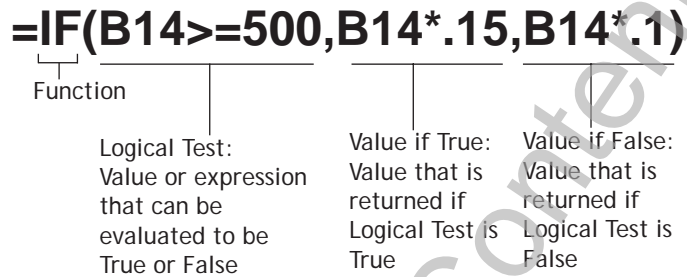 =IF(B14>=500,B14*.15,B14*.1)
Function
Logical Test:
Value or expression
that can be
evaluated to be
True or False
Value if True:
Value that is
returned if
Logical Test is
True
Value if False:
Value that is
returned if
Logical Test is
False